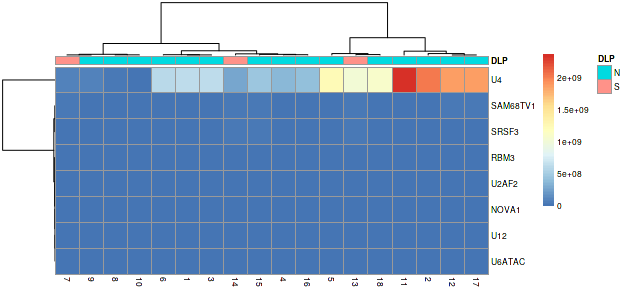 DLP
DLP
U4
N
S
2e+09
SAM68TV1
1.5e+09
SRSF3
1e+09
RBM3
U2AF2
5e+08
NOVA1
0
U12
U6ATAC
7 9 8 10 6 1 3 14 15 4 16 5 13 18 11 2 12 17